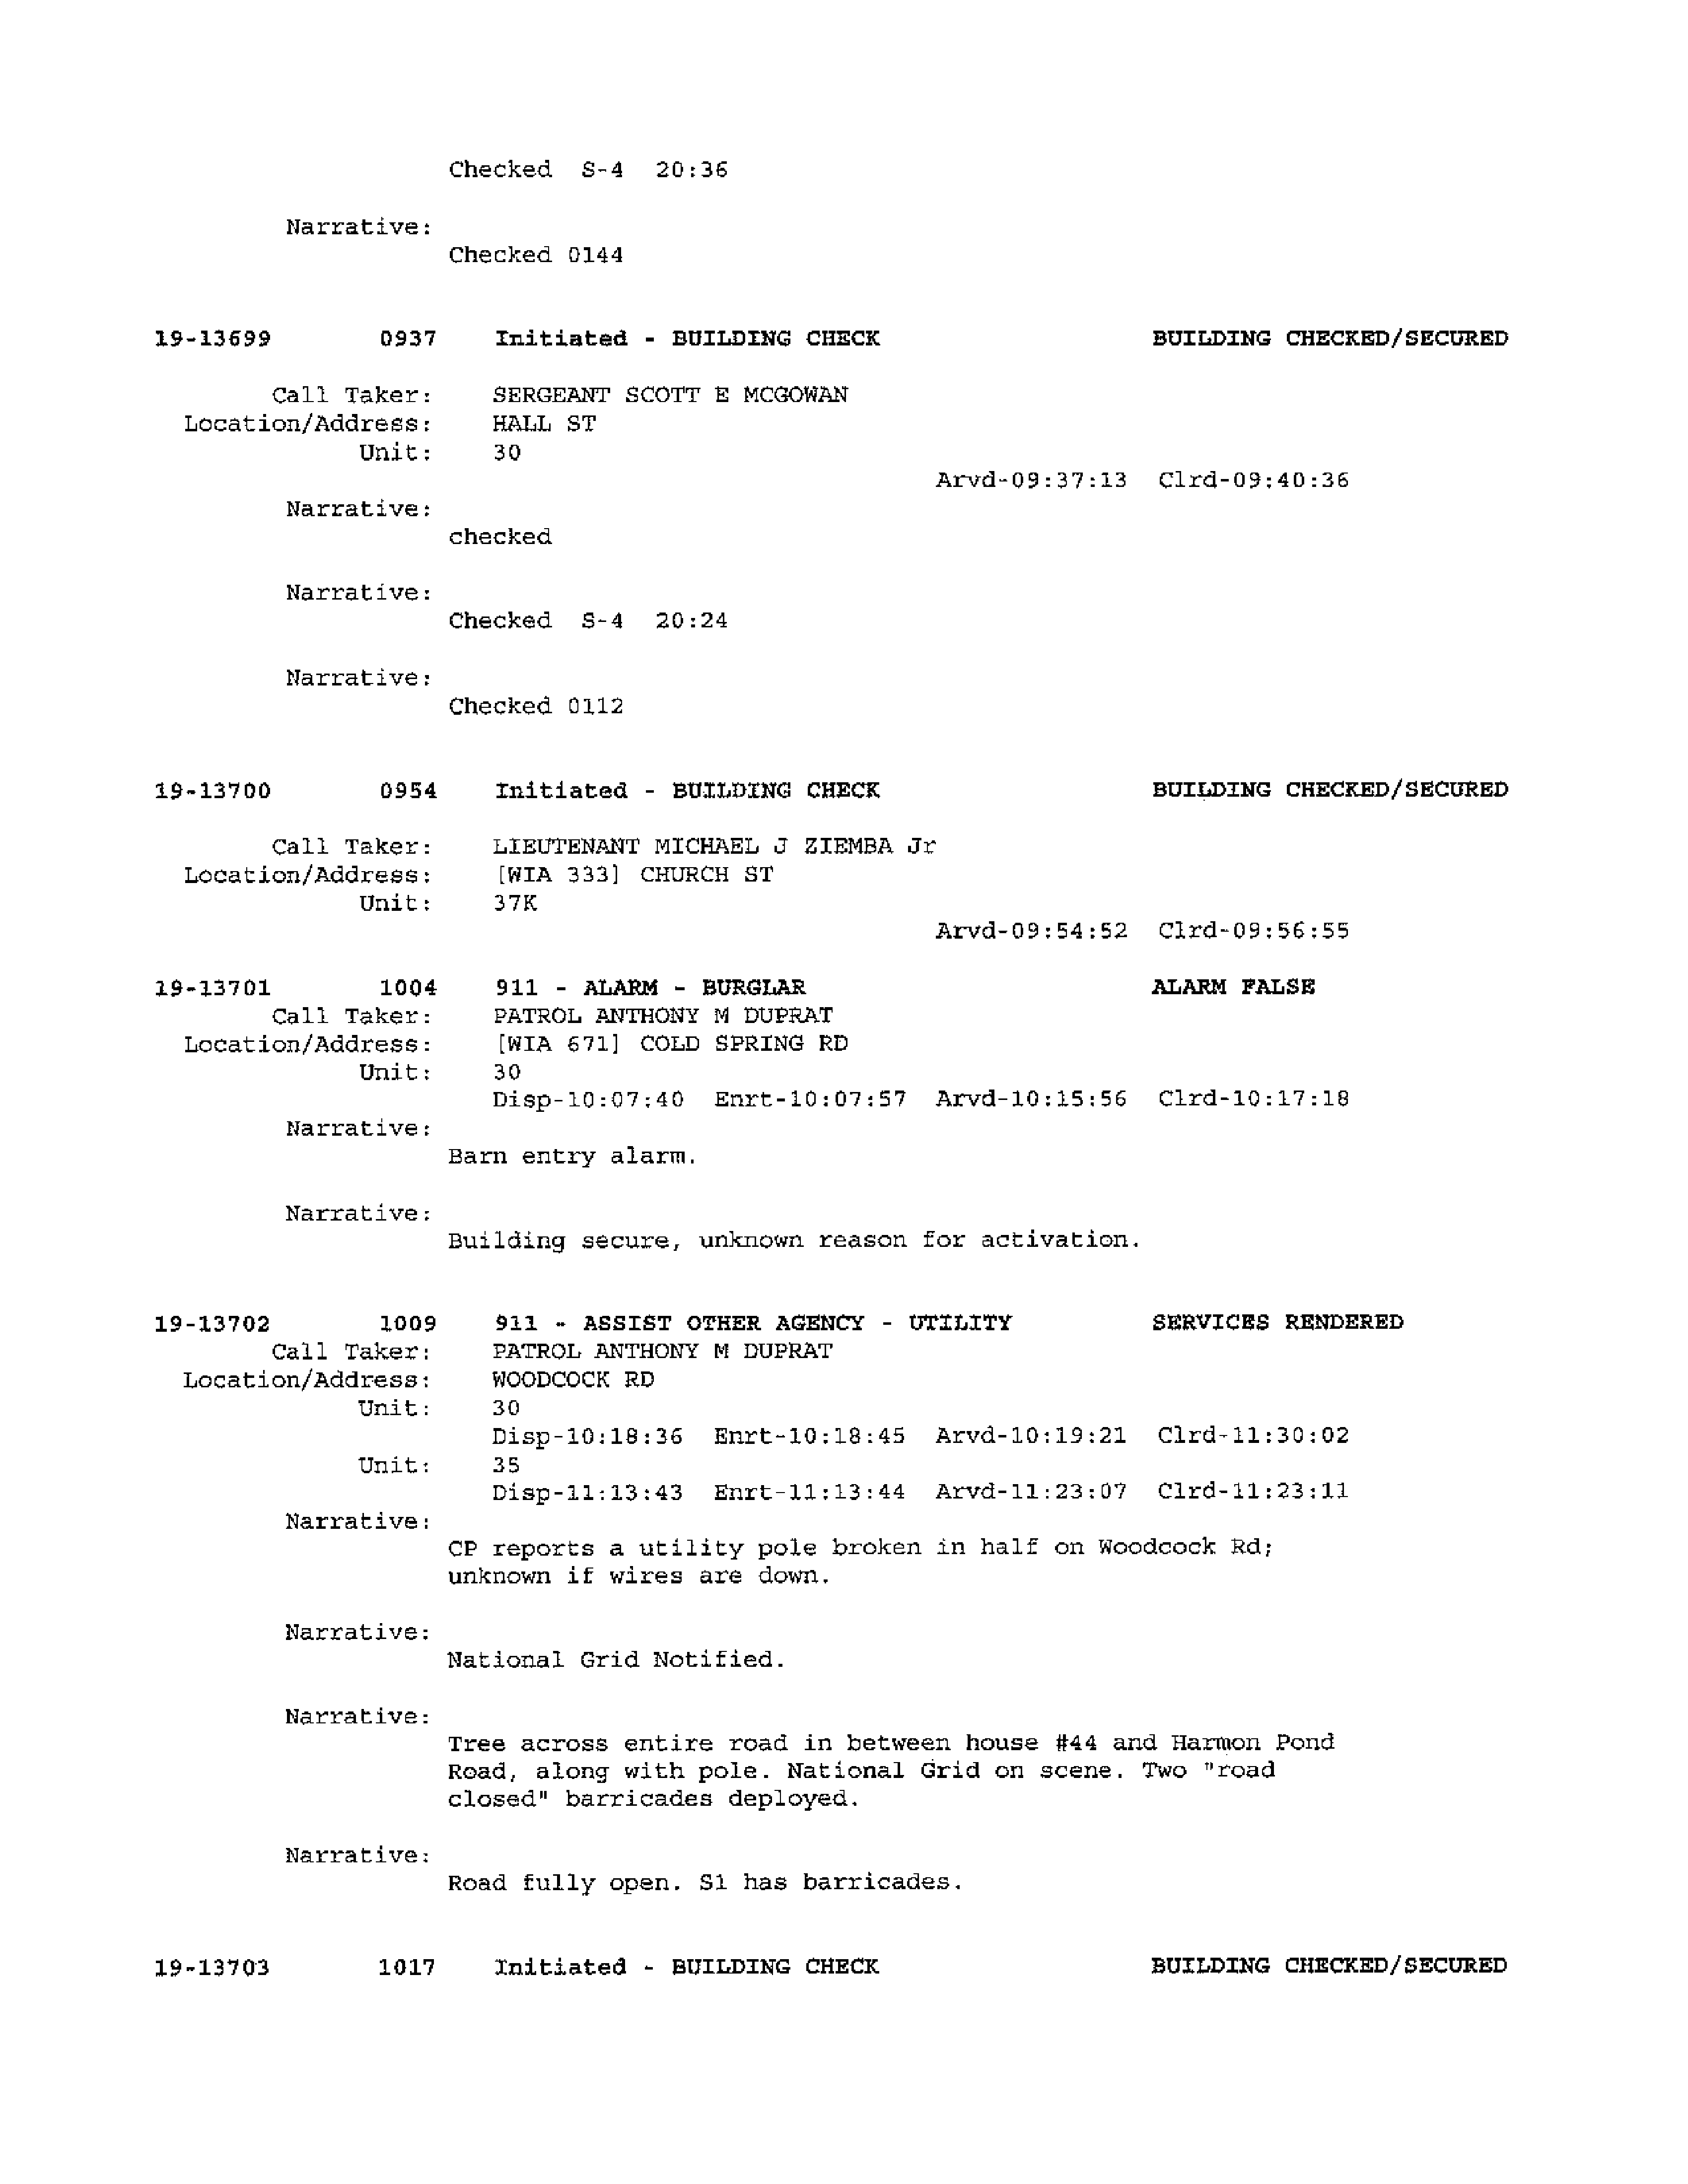 Checked S-4 20:36
Narrative:
Checked 0144
19-13699 0937 Initiated - BUILDING CHECK BUILDING CHECKED/SECURED
Call Taker: SERGEANT SCOTT E MCGOWAN
Location/Address: HALL ST
Unit: 30
Arvd-09:37:13 Clrd-09:40:36
Narrative:
checked
Narrative:
Checked S-4 20:24
Narrative:
Checked 0112
19-13700 0954 Initiated - BUILDING CHECK BUILDING CHECKED/SECURED
Call Taker: LIEUTENANT MICHAEL J ZIEMBA Jr
Location/Address: [WIA 333] CHURCH ST
Unit: 37K
Arvd-09:54:52 Clrd-09:56:55
19-13701 1004 911 - ALARM - BURGLAR ALARM FALSE
Call Taker: PATROL ANTHONY M DUPRAT
Location/Address: [WIA 671] COLD SPRING RD
Unit: 30
Disp-10:07:40 Enrt-10:07:57 Arvd-10:15:56 Clrd-10:17:18
Narrative:
Barn entry alarm.
Narrative:
Building secure, unknown reason for activation.
19-13702 1009 911 - ASSIST OTHER AGENCY - UTILITY SERVICES RENDERED
Call Taker: PATROL ANTHONY M DUPRAT
Location/Address: WOODCOCK RD
Unit: 30
Disp-10:18:36 Enrt-10:18:45 Arvd-10:19:21 Clrd-11:30:02
Unit: 35
Disp-11:13:43 Enrt-11:13:44 Arvd-11:23:07 Clrd-11:23:11
Narrative:
CP reports a utility pole broken in half on Woodcock Rd;
unknown if wires are down.
Narrative:
National Grid Notified.
Narrative:
Tree across entire road in between house #44 and Harmon Pond
Road, along with pole. National Grid on scene. Two "road
closed" barricades deployed.
Narrative:
Road fully open. S1 has barricades.
19-13703 1017 Initiated - BUILDING CHECK BUILDING CHECKED/SECURED